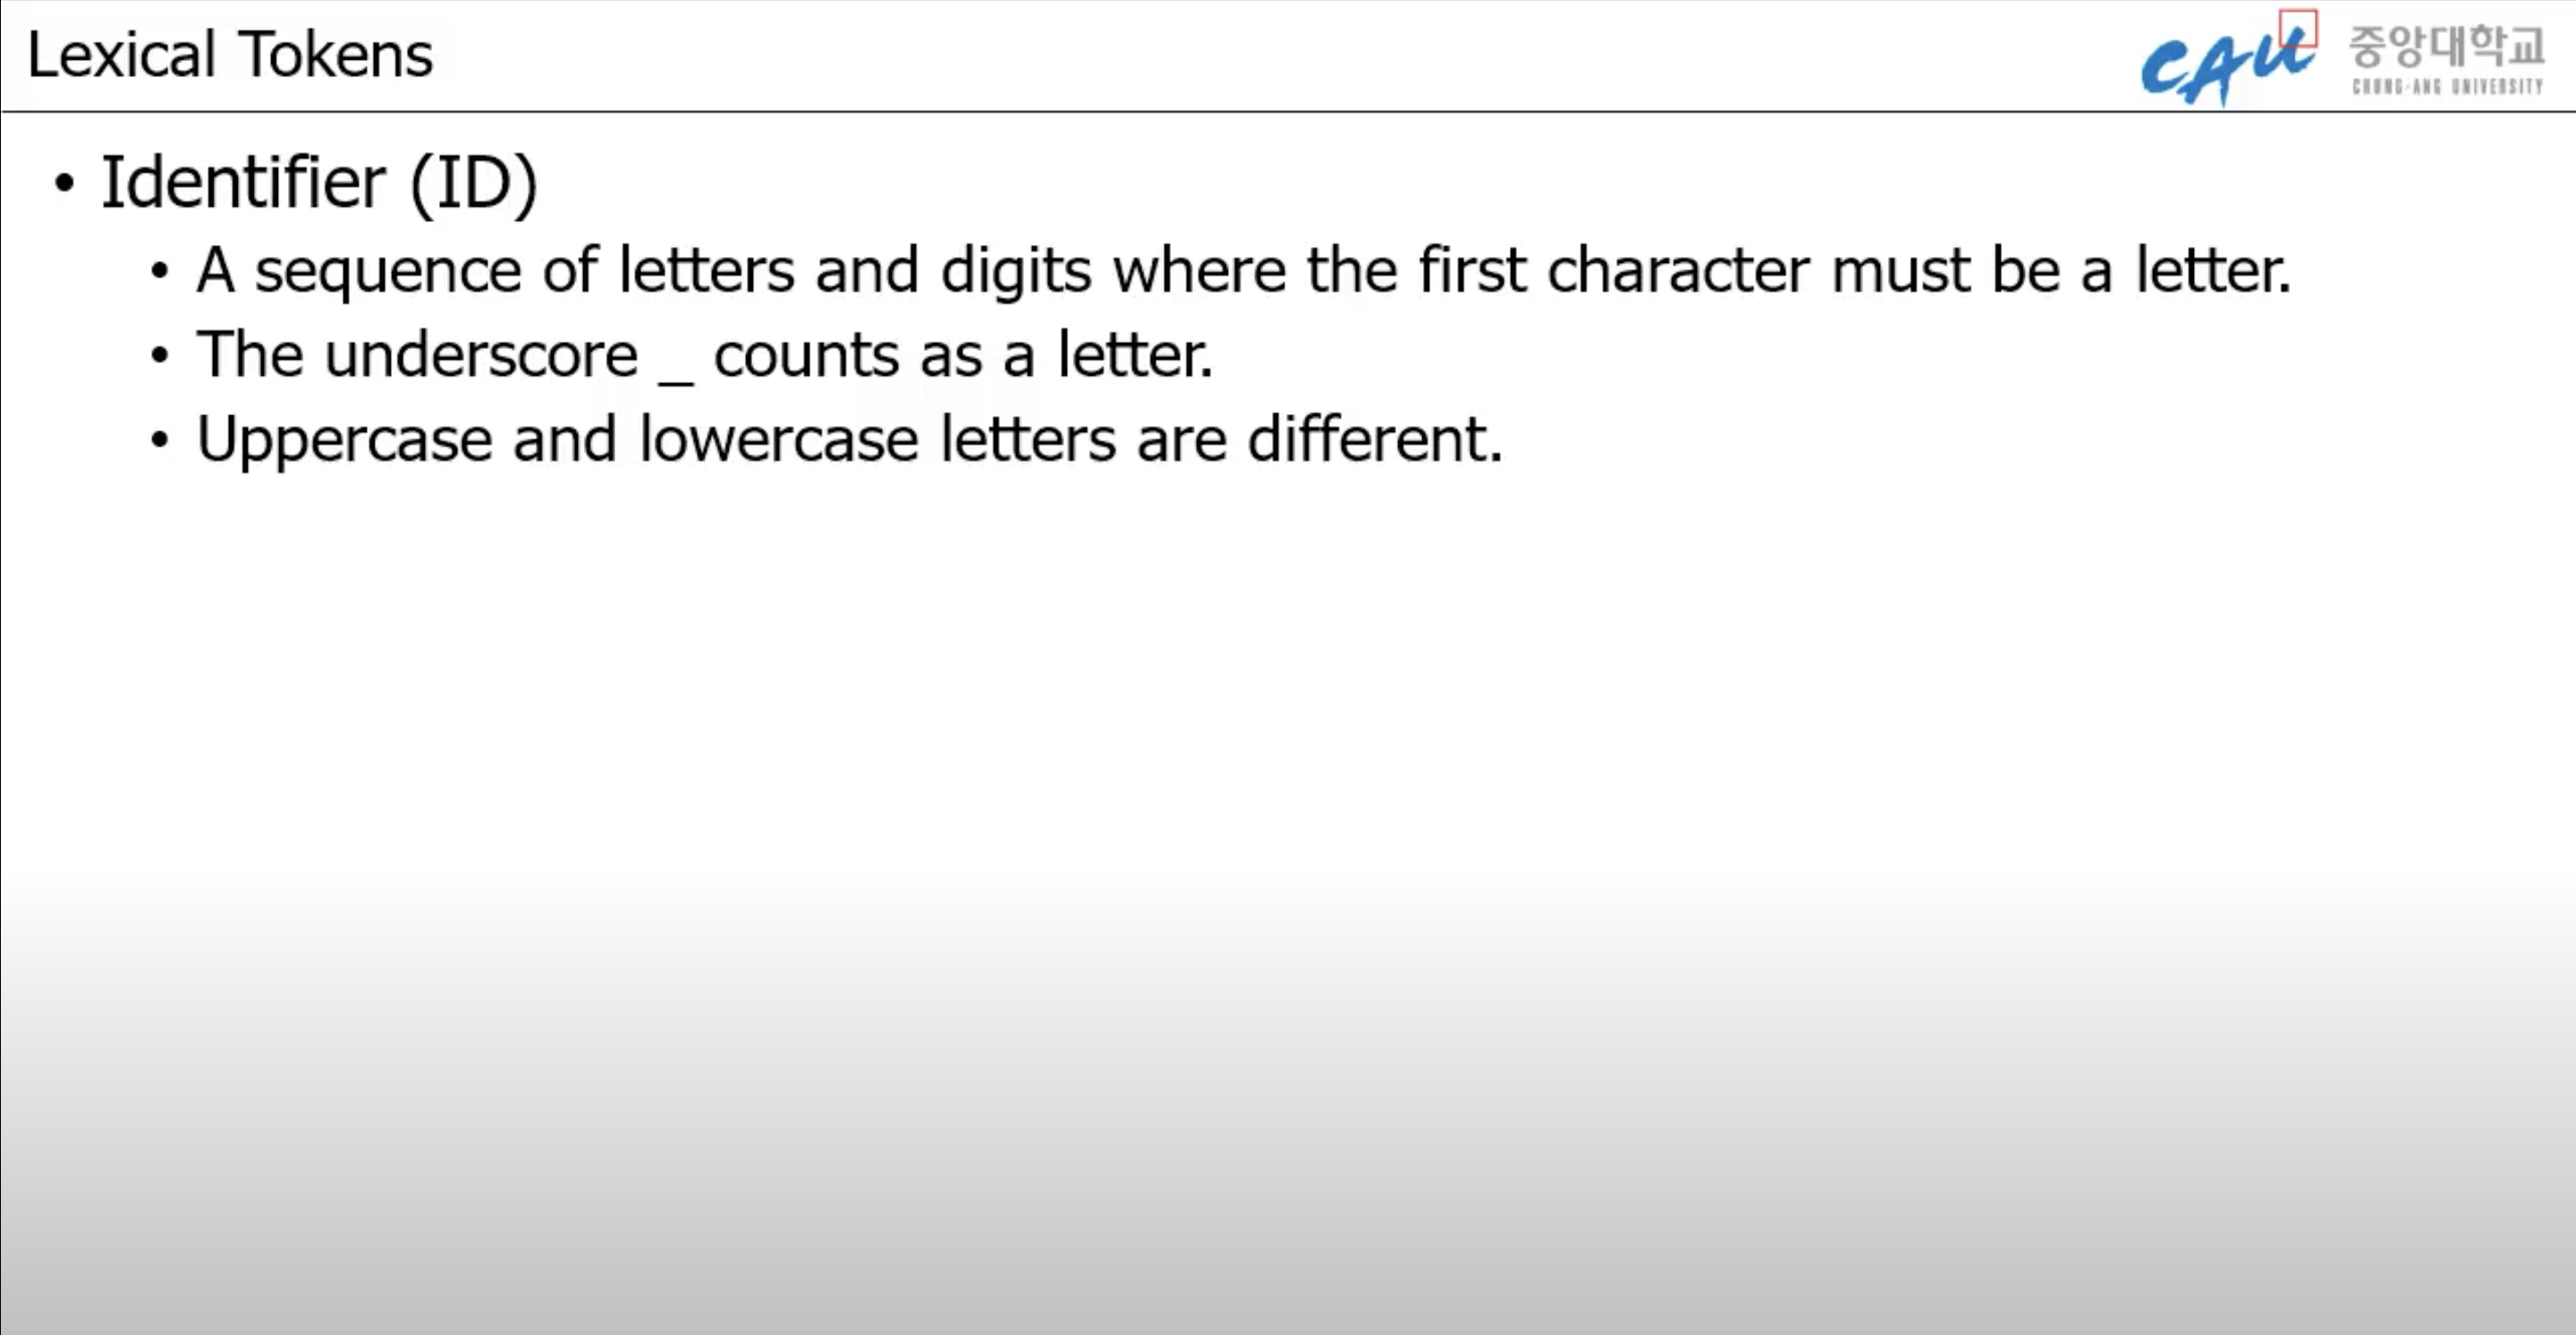 Lexical Tokens
CAU 중앙대학교
CHUNG-ANG UNIVERSITY
• Identifier (ID)
• A sequence of letters and digits where the first character must be a letter.
• The underscore _ counts as a letter.
• Uppercase and lowercase letters are different.